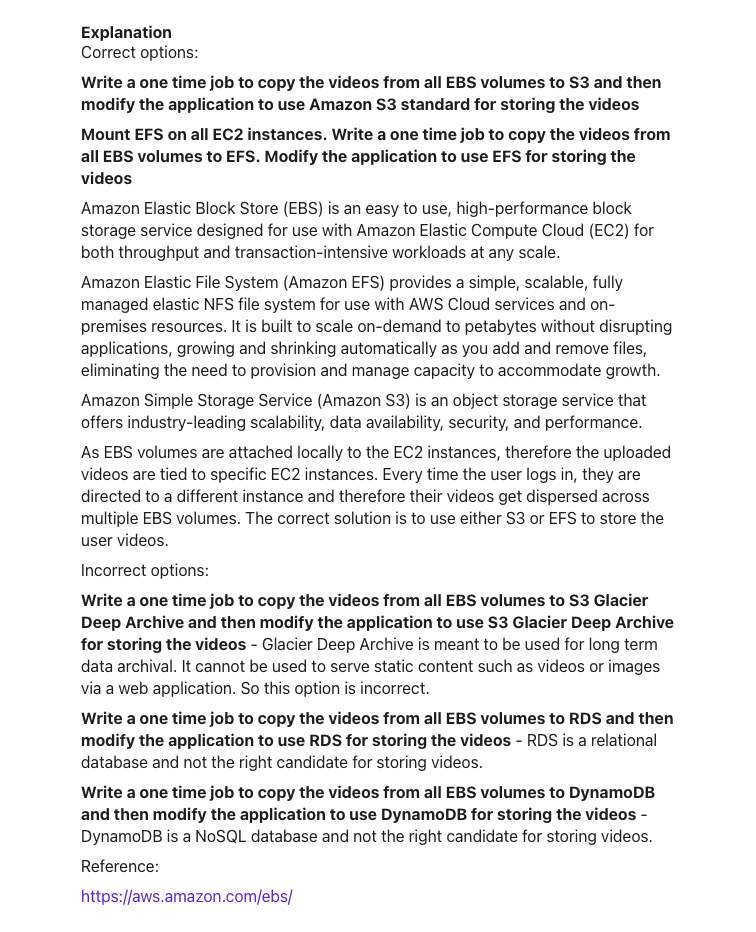 Explanation
Correct options:
Write a one time job to copy the videos from all EBS volumes to S3 and then
modify the application to use Amazon S3 standard for storing the videos
Mount EFS on all EC2 instances. Write a one time job to copy the videos from
all EBS volumes to EFS. Modify the application to use EFS for storing the
videos
Amazon Elastic Block Store (EBS) is an easy to use, high-performance block
storage service designed for use with Amazon Elastic Compute Cloud (EC2) for
both throughput and transaction-intensive workloads at any scale.
Amazon Elastic File System (Amazon EFS) provides a simple, scalable, fully
managed elastic NFS file system for use with AWS Cloud services and on-
premises resources. It is built to scale on-demand to petabytes without disrupting
applications, growing and shrinking automatically as you add and remove files,
eliminating the need to provision and manage capacity to accommodate growth.
Amazon Simple Storage Service (Amazon S3) is an object storage service that
offers industry-leading scalability, data availability, security, and performance.
As EBS volumes are attached locally to the EC2 instances, therefore the uploaded
videos are tied to specific EC2 instances. Every time the user logs in, they are
directed to a different instance and therefore their videos get dispersed across
multiple EBS volumes. The correct solution is to use either S3 or EFS to store the
user videos.
Incorrect options:
Write a one time job to copy the videos from all EBS volumes to S3 Glacier
Deep Archive and then modify the application to use S3 Glacier Deep Archive
for storing the videos - Glacier Deep Archive is meant to be used for long term
data archival. It cannot be used to serve static content such as videos or images
via a web application. So this option is incorrect.
Write a one time job to copy the videos from all EBS volumes to RDS and then
modify the application to use RDS for storing the videos - RDS is a relational
database and not the right candidate for storing videos.
Write a one time job to copy the videos from all EBS volumes to DynamoDB
and then modify the application to use DynamoDB for storing the videos -
DynamoDB is a NoSQL database and not the right candidate for storing videos.
Reference:
https://aws.amazon.com/ebs/